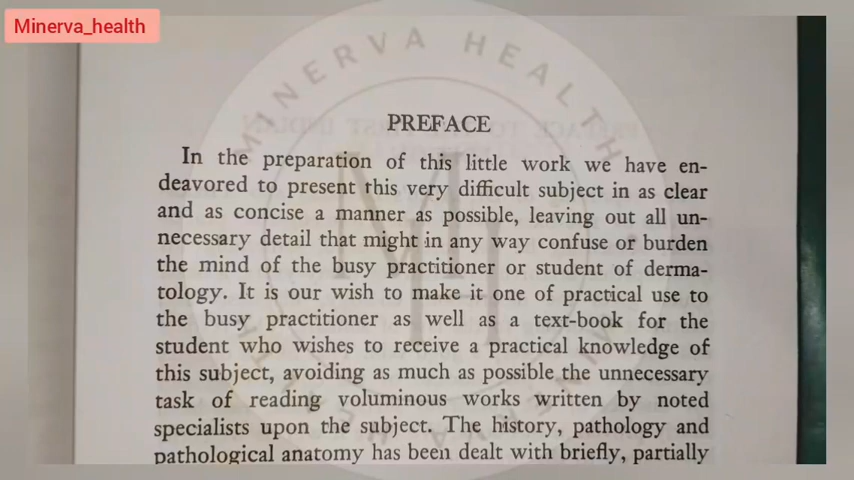 Minerva_health
MINERVA HEALTH
PREFACE
In the preparation of this little work we have en-
deavored to present this very difficult subject in as clear
and as concise a manner as possible, leaving out all un-
necessary detail that might in any way confuse or burden
the mind of the busy practitioner or student of derma-
tology. It is our wish to make it one of practical use to
the busy practitioner as well as a text-book for the
student who wishes to receive a practical knowledge of
this subject, avoiding as much as possible the unnecessary
task of reading voluminous works written by noted
specialists upon the subject. The history, pathology and
pathological anatomy has been dealt with briefly, partially